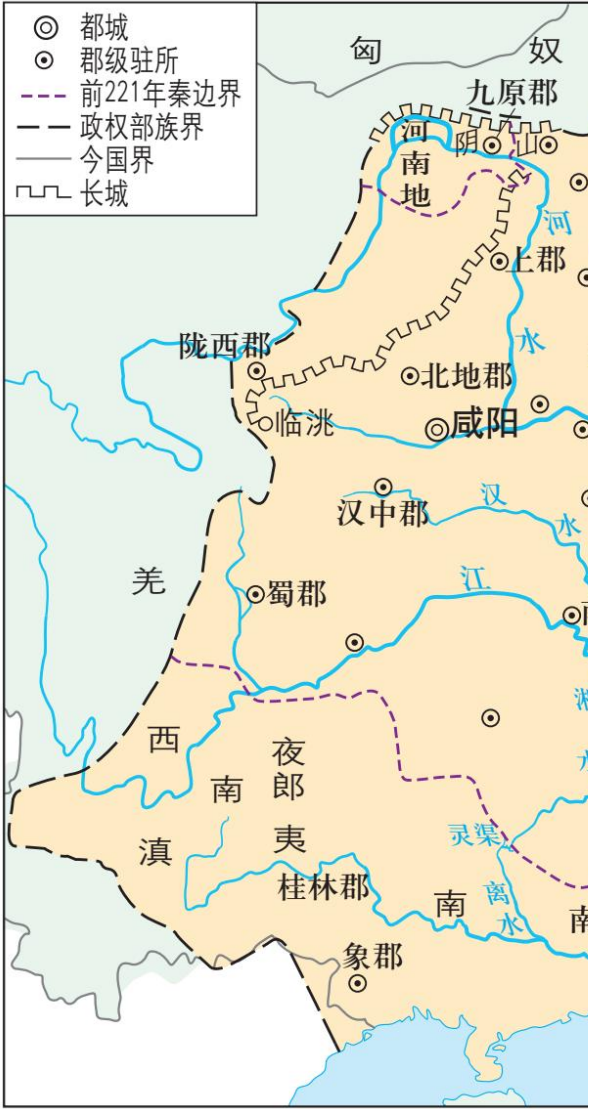 都城
郡级驻所
前221年秦边界
政权部族界
今国界
长城
匈奴
九原郡
阴山
河南地
河水
上郡
陇西郡
北地郡
临洮
咸阳
汉中郡
汉水
羌
蜀郡
江
西南夷
夜郎
滇
灵渠
离水
桂林郡
南
南
象郡